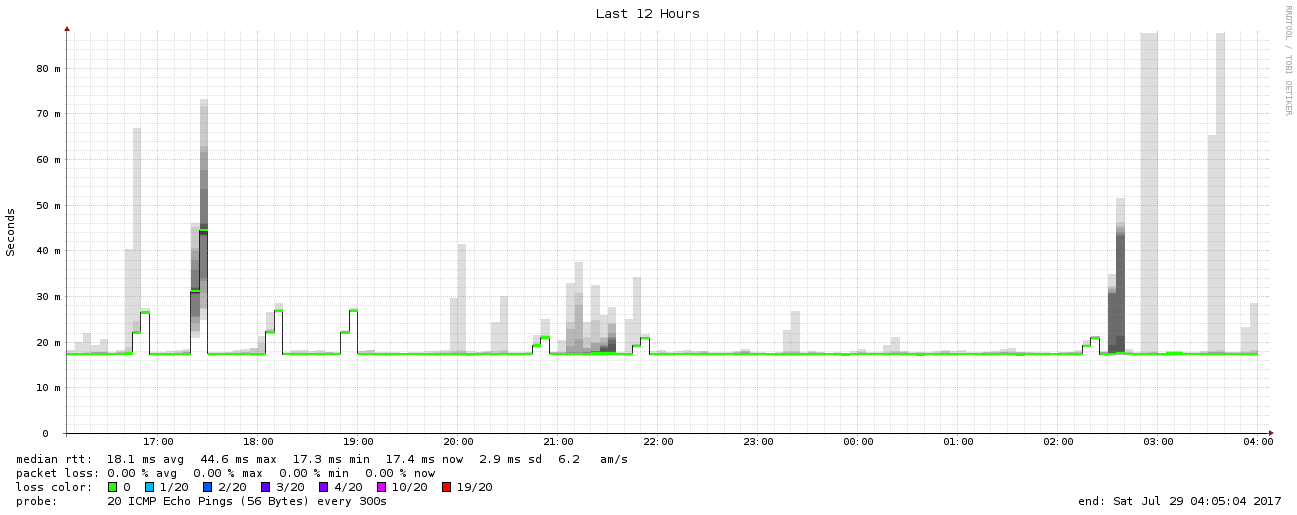 Last 12 Hours
RRDTOOL / TOBI OETIKER
Seconds
80 m
70 m
60 m
50 m
40 m
30 m
20 m
10 m
0
17:00 18:00 19:00 20:00 21:00 22:00 23:00 00:00 01:00 02:00 03:00 04:00
median rtt: 18.1 ms avg 44.6 ms max 17.3 ms min 17.4 ms now 2.9 ms sd 6.2 am/s
packet loss: 0.00 % avg 0.00 % max 0.00 % min 0.00 % now
loss color: 0 1/20 2/20 3/20 4/20 10/20 19/20
probe: 20 ICMP Echo Pings (56 Bytes) every 300s end: Sat Jul 29 04:05:04 2017